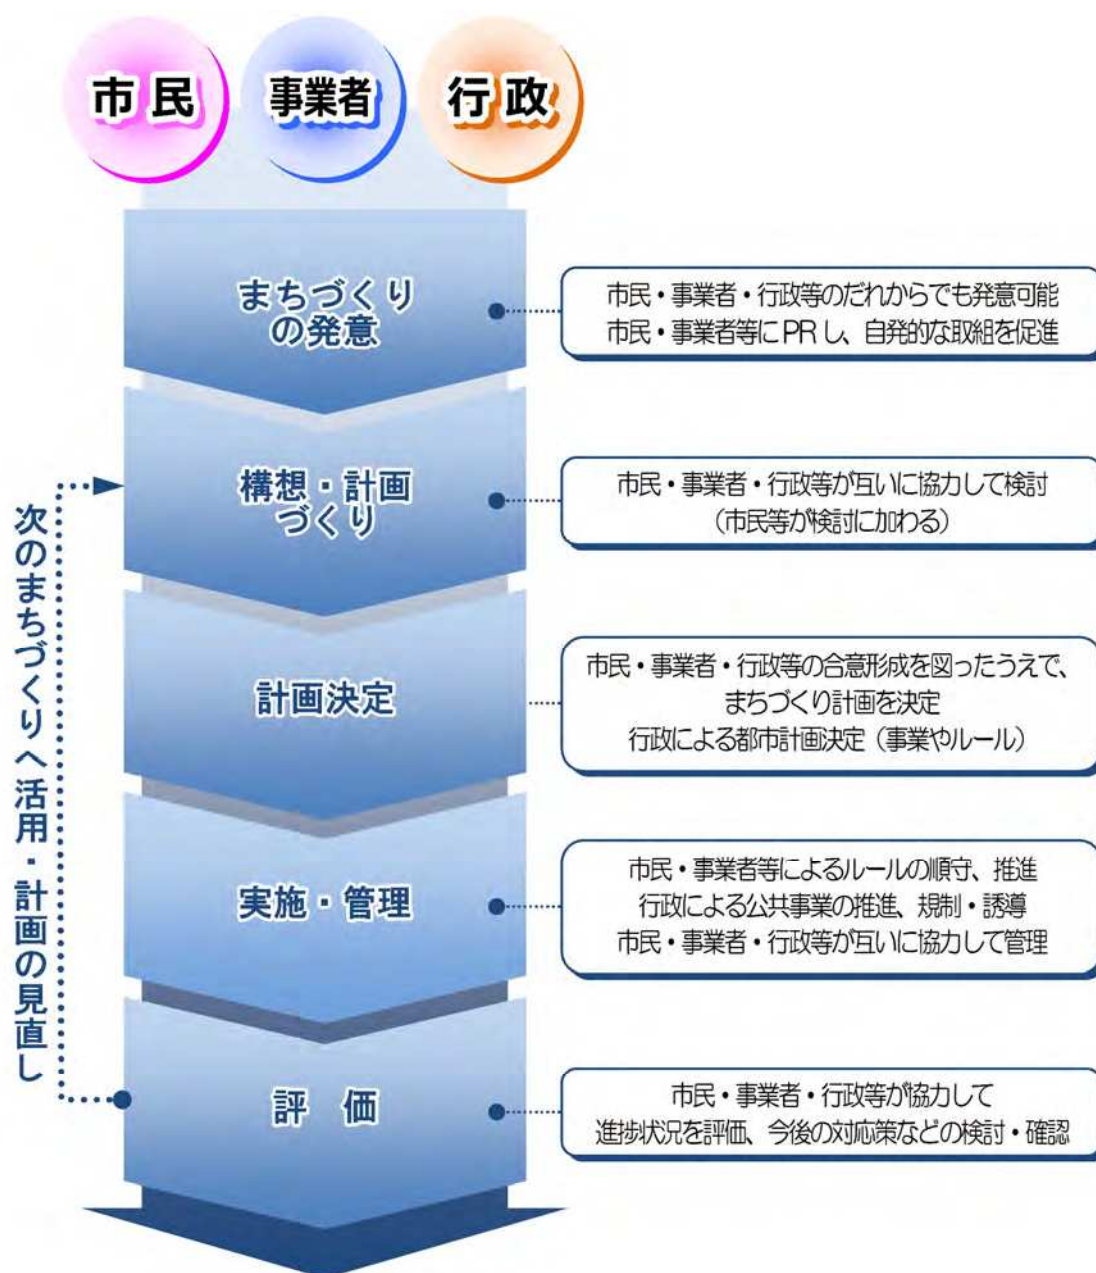 市民
事業者
行政
まちづくり
の発意
市民・事業者・行政等のだれからでも発意可能
市民・事業者等にPRし、自発的な取組を促進
構想・計画
づくり
市民・事業者・行政等が互いに協力して検討
（市民等が検討に加わる）
計画決定
市民・事業者・行政等の合意形成を図ったうえで、
まちづくり計画を決定
行政による都市計画決定（事業やルール）
実施・管理
市民・事業者等によるルールの順守、推進
行政による公共事業の推進、規制・誘導
市民・事業者・行政等が互いに協力して管理
評　価
市民・事業者・行政等が協力して
進捗状況を評価、今後の対応策などの検討・確認
次のまちづくりへ活用・計画の見直し